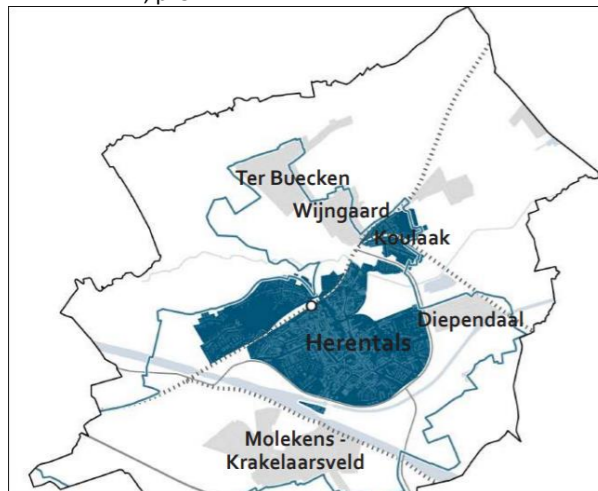 Ter Buecken
Wijngaard
Koulaak
Diependaal
Herentals
Molekens -
Krakelaarsveld